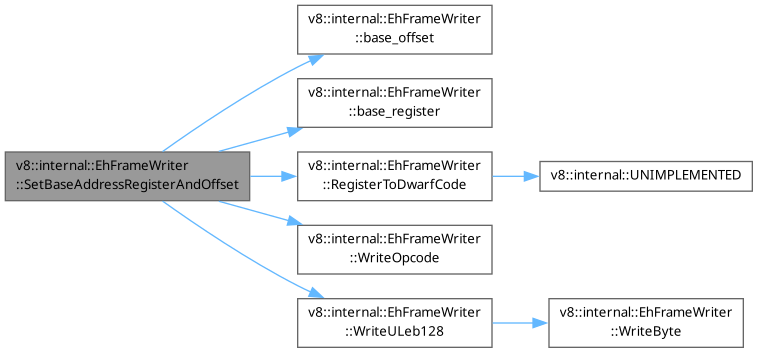 v8::internal::EhFrameWriter
::SetBaseAddressRegisterAndOffset
v8::internal::EhFrameWriter
::base_offset
v8::internal::EhFrameWriter
::base_register
v8::internal::EhFrameWriter
::RegisterToDwarfCode
v8::internal::UNIMPLEMENTED
v8::internal::EhFrameWriter
::WriteOpcode
v8::internal::EhFrameWriter
::WriteULeb128
v8::internal::EhFrameWriter
::WriteByte